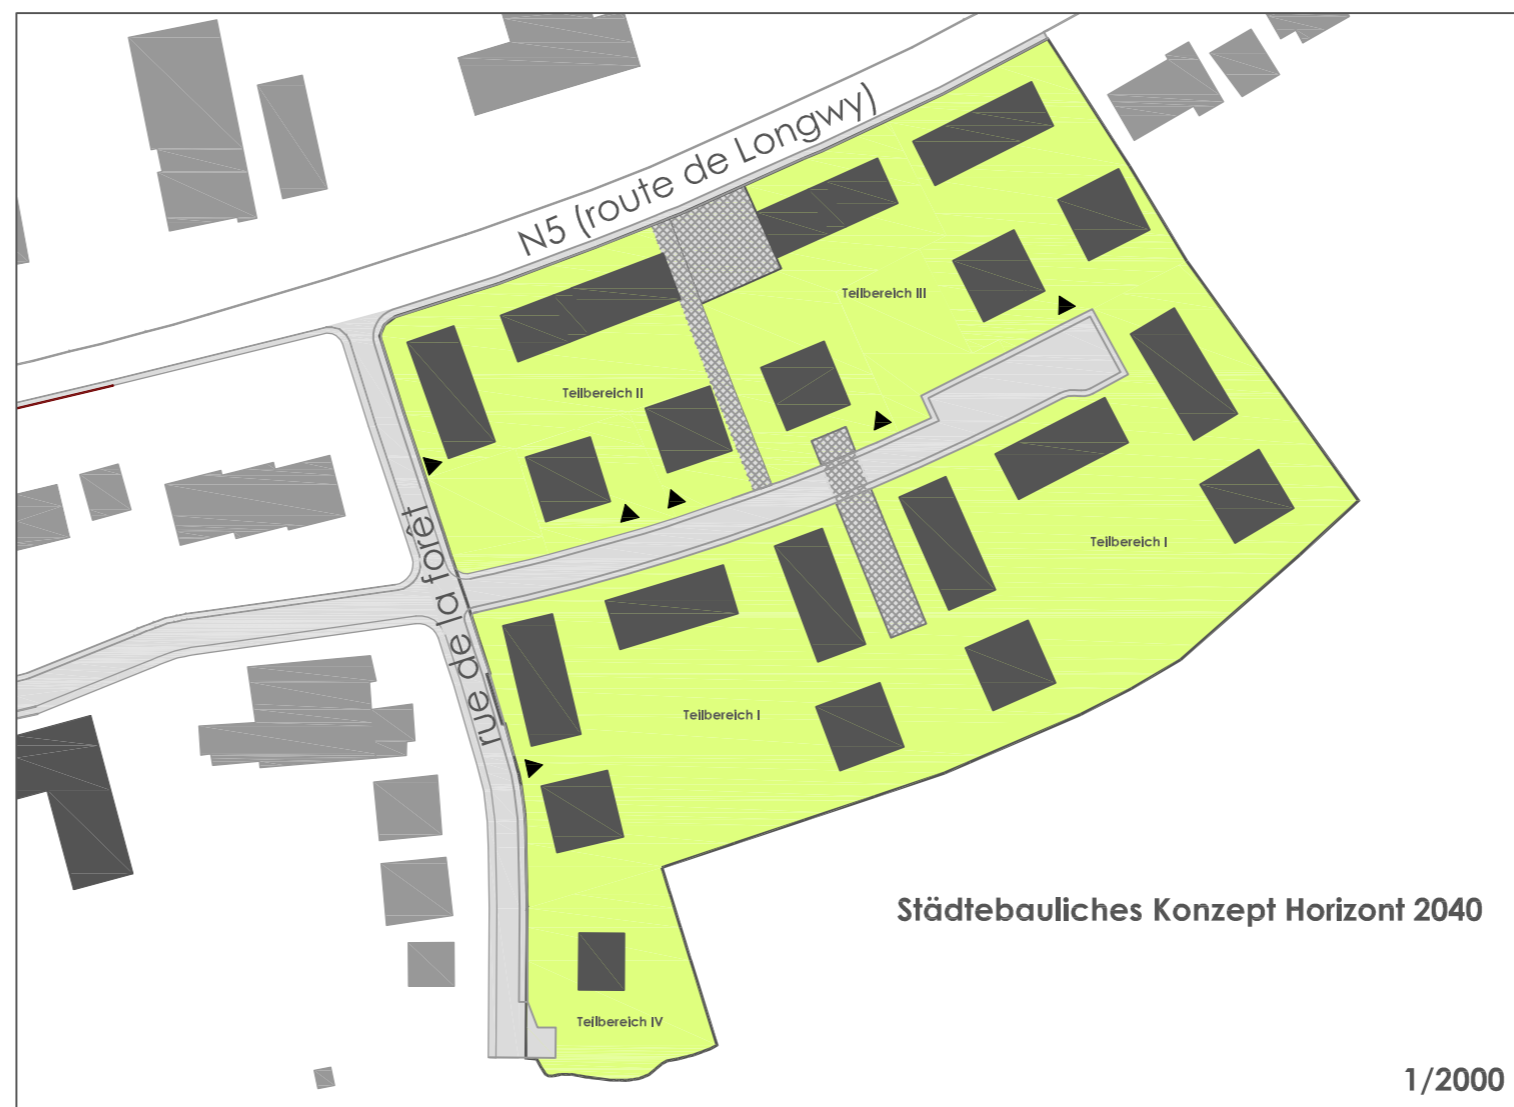 N5 (route de Longwy)
Teilbereich III
Teilbereich II
rue de la forêt
Teilbereich I
Teilbereich I
Städtebauliches Konzept Horizont 2040
Teilbereich IV
1/2000